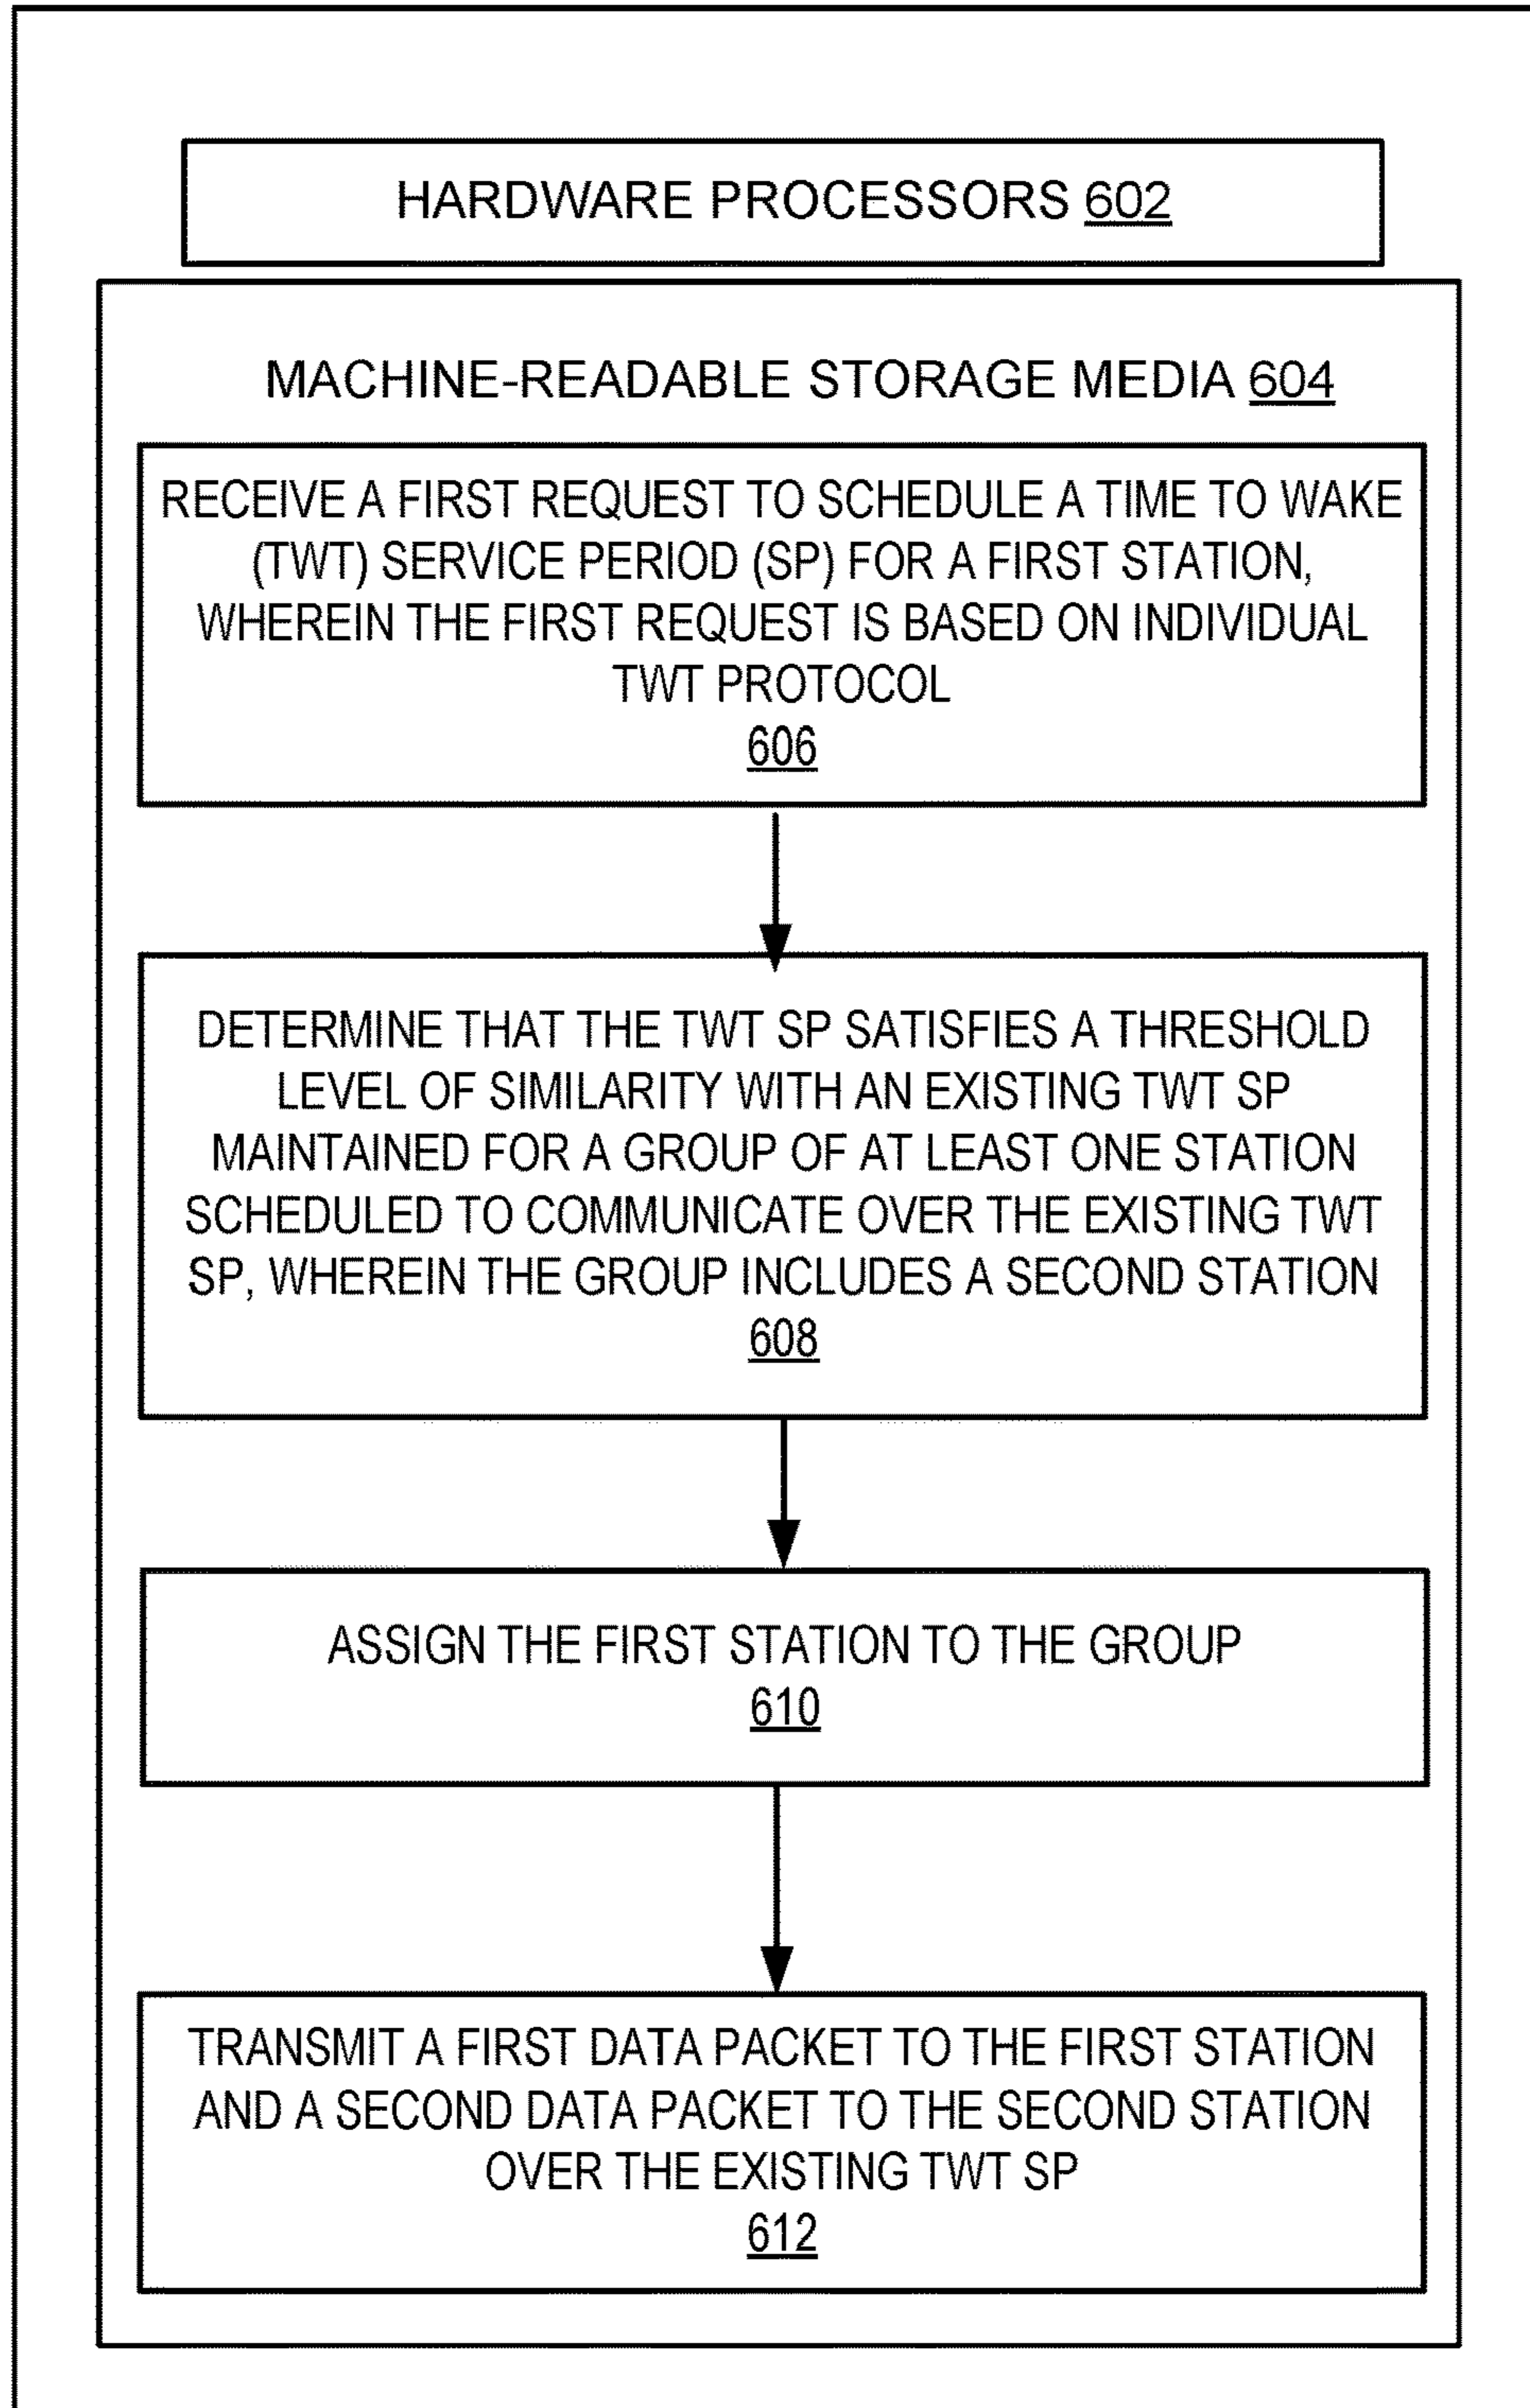 HARDWARE PROCESSORS 602
MACHINE-READABLE STORAGE MEDIA 604
RECEIVE A FIRST REQUEST TO SCHEDULE A TIME TO WAKE
(TWT) SERVICE PERIOD (SP) FOR A FIRST STATION,
WHEREIN THE FIRST REQUEST IS BASED ON INDIVIDUAL
TWT PROTOCOL
606
DETERMINE THAT THE TWT SP SATISFIES A THRESHOLD
LEVEL OF SIMILARITY WITH AN EXISTING TWT SP
MAINTAINED FOR A GROUP OF AT LEAST ONE STATION
SCHEDULED TO COMMUNICATE OVER THE EXISTING TWT
SP, WHEREIN THE GROUP INCLUDES A SECOND STATION
608
ASSIGN THE FIRST STATION TO THE GROUP
610
TRANSMIT A FIRST DATA PACKET TO THE FIRST STATION
AND A SECOND DATA PACKET TO THE SECOND STATION
OVER THE EXISTING TWT SP
612